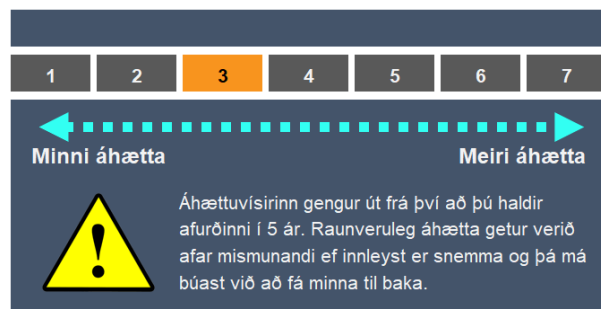 1 2 3 4 5 6 7
Minni áhætta Meiri áhætta
Áhættuvísirinn gengur út frá því að þú haldir
afurðinni í 5 ár. Raunveruleg áhætta getur verið
afar mismunandi ef innleyst er snemma og þá má
búast við að fá minna til baka.